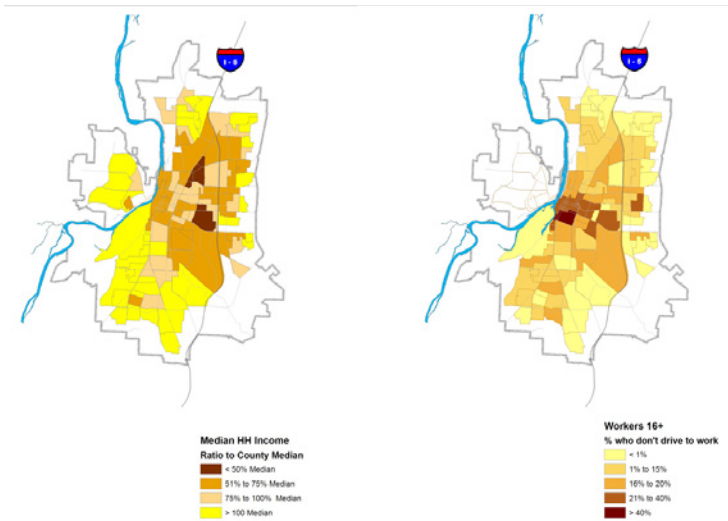 I - 5
I - 5
Median HH Income
Ratio to County Median
< 50% Median
51% to 75% Median
75% to 100% Median
> 100 Median
Workers 16+
% who don't drive to work
< 1%
1% to 15%
16% to 20%
21% to 40%
> 40%